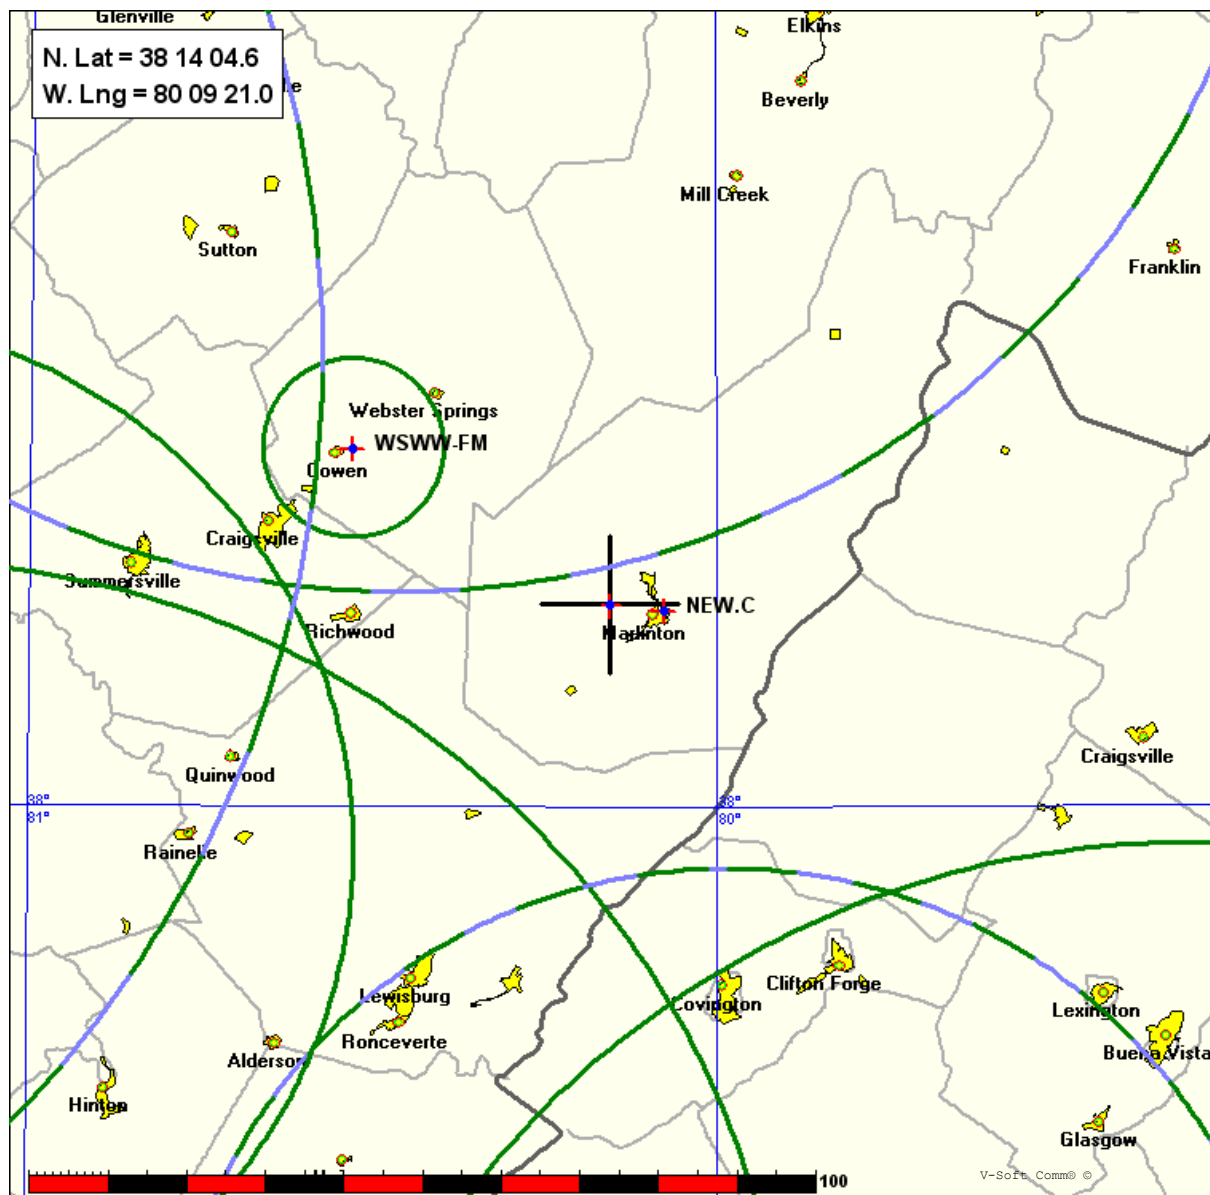 Glenville
Elkins
N. Lat = 38 14 04.6
W. Lng = 80 09 21.0
Beverly
Mill Creek
Sutton
Franklin
Webster Springs
WSWW-FM
Cowen
Craigsville
Summersville
NEW.C
Richwood
Marlinton
Quinwood
Craigsville
38°
81°
38°
80°
Rainelle
Lewisburg
Covington
Clifton Forge
Lexington
Ronceverte
Alderson
Buena Vista
Hinton
Glasgow
V-Soft Comm® ©
100